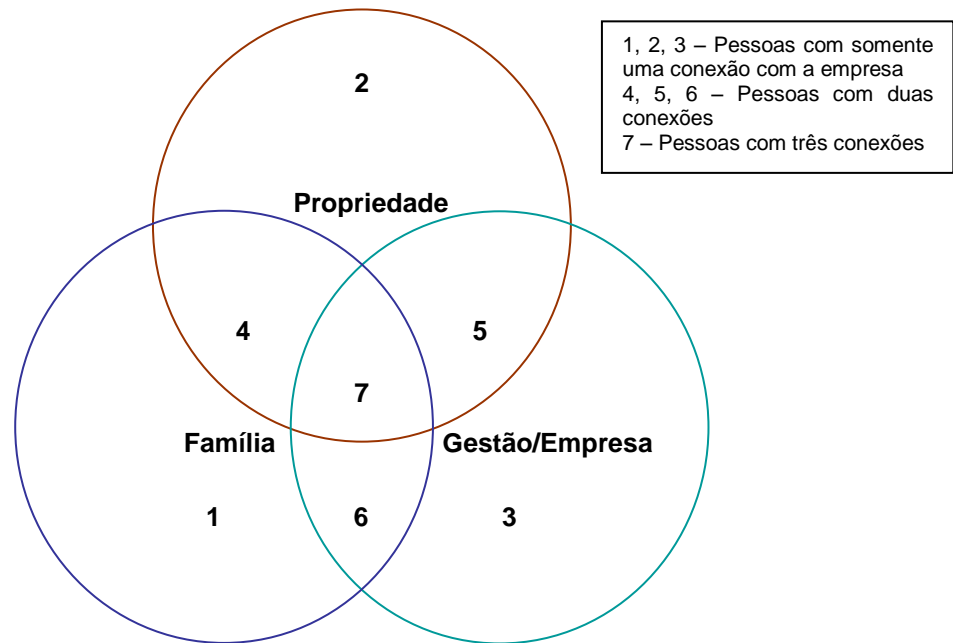 1, 2, 3 – Pessoas com somente
uma conexão com a empresa
4, 5, 6 – Pessoas com duas
conexões
7 – Pessoas com três conexões
2
Propriedade
4
5
7
Família
Gestão/Empresa
1
6
3